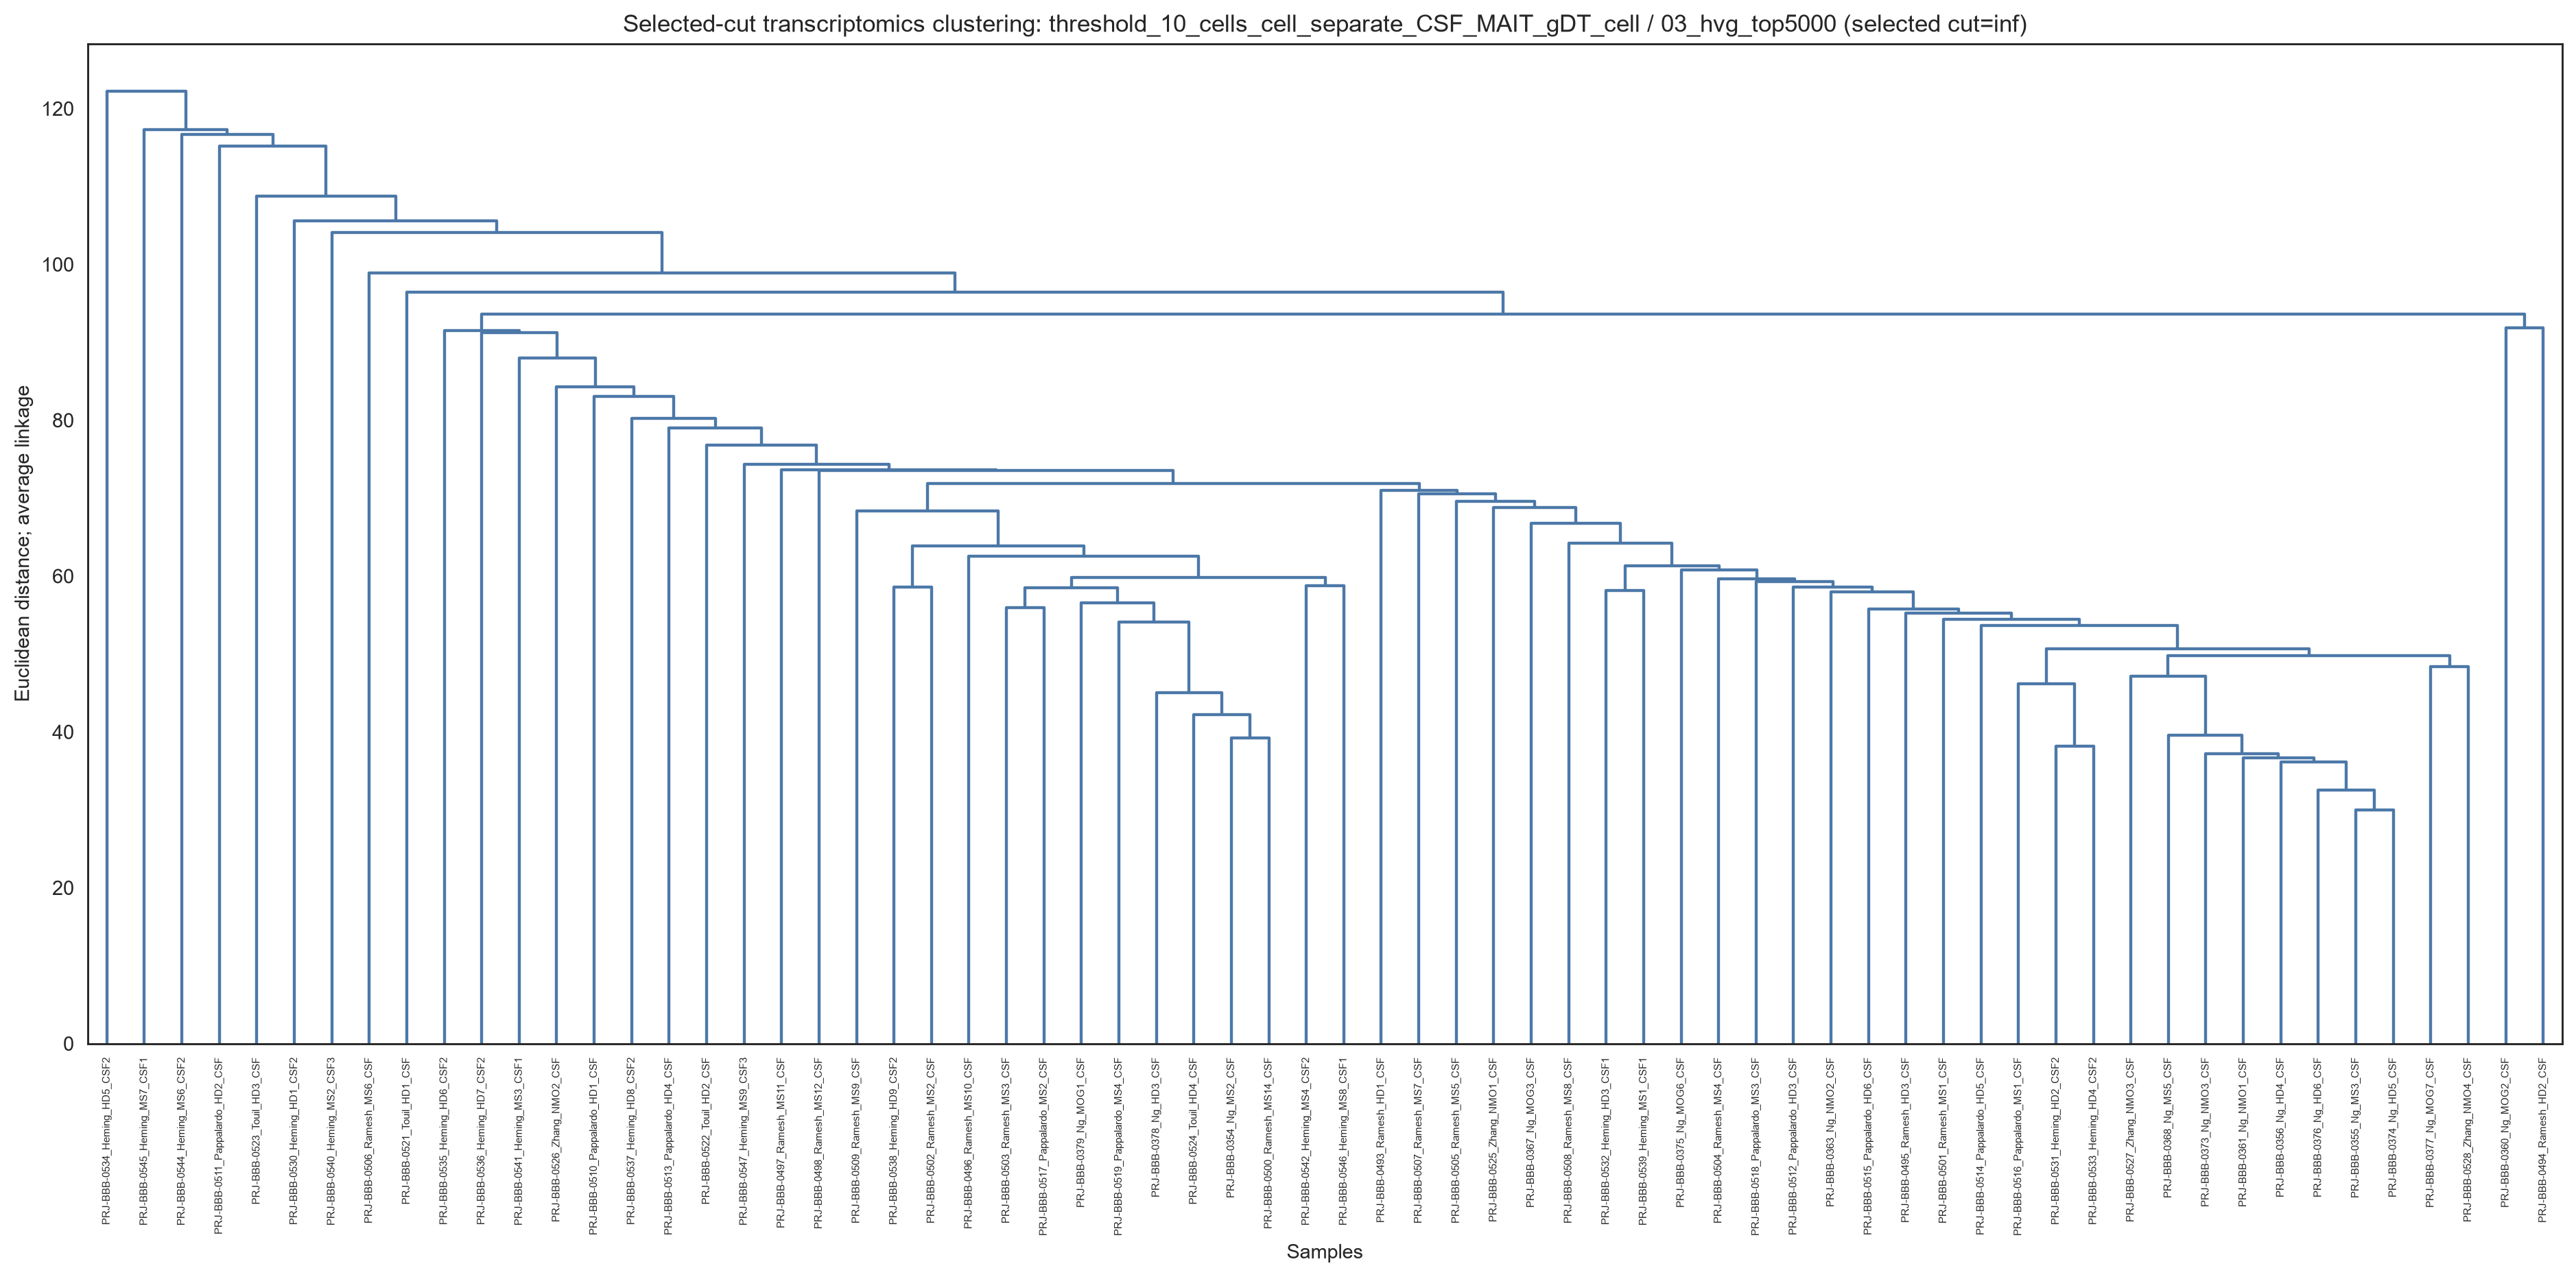 Selected-cut transcriptomics clustering: threshold_10_cells_cell_separate_CSF_MAIT_gDT_cell / 03_hvg_top5000 (selected cut=inf)
Euclidean distance; average linkage
120
100
80
60
40
20
0
PRJ-BBB-0534_Heming_HD5_CSF2
PRJ-BBB-0545_Heming_MS7_CSF1
PRJ-BBB-0544_Heming_MS6_CSF2
PRJ-BBB-0511_Pappalardo_HD2_CSF
PRJ-BBB-0523_Touil_HD3_CSF
PRJ-BBB-0530_Heming_HD1_CSF2
PRJ-BBB-0540_Heming_MS2_CSF3
PRJ-BBB-0506_Ramesh_MS6_CSF
PRJ-BBB-0521_Touil_HD1_CSF
PRJ-BBB-0535_Heming_HD6_CSF2
PRJ-BBB-0536_Heming_HD7_CSF2
PRJ-BBB-0541_Heming_MS3_CSF1
PRJ-BBB-0526_Zhang_NMO2_CSF
PRJ-BBB-0510_Pappalardo_HD1_CSF
PRJ-BBB-0537_Heming_HD8_CSF2
PRJ-BBB-0513_Pappalardo_HD4_CSF
PRJ-BBB-0522_Touil_HD2_CSF
PRJ-BBB-0547_Heming_MS9_CSF3
PRJ-BBB-0497_Ramesh_MS11_CSF
PRJ-BBB-0498_Ramesh_MS12_CSF
PRJ-BBB-0509_Ramesh_MS9_CSF
PRJ-BBB-0538_Heming_HD9_CSF2
PRJ-BBB-0502_Ramesh_MS2_CSF
PRJ-BBB-0496_Ramesh_MS10_CSF
PRJ-BBB-0503_Ramesh_MS3_CSF
PRJ-BBB-0517_Pappalardo_MS2_CSF
PRJ-BBB-0379_Ng_MOG1_CSF
PRJ-BBB-0519_Pappalardo_MS4_CSF
PRJ-BBB-0378_Ng_HD3_CSF
PRJ-BBB-0524_Touil_HD4_CSF
PRJ-BBB-0354_Ng_MS2_CSF
PRJ-BBB-0500_Ramesh_MS14_CSF
PRJ-BBB-0542_Heming_MS4_CSF2
PRJ-BBB-0546_Heming_MS8_CSF1
PRJ-BBB-0493_Ramesh_HD1_CSF
PRJ-BBB-0507_Ramesh_MS7_CSF
PRJ-BBB-0505_Ramesh_MS5_CSF
PRJ-BBB-0525_Zhang_NMO1_CSF
PRJ-BBB-0367_Ng_MOG3_CSF
PRJ-BBB-0508_Ramesh_MS8_CSF
PRJ-BBB-0532_Heming_HD3_CSF1
PRJ-BBB-0539_Heming_MS1_CSF1
PRJ-BBB-0375_Ng_MOG6_CSF
PRJ-BBB-0504_Ramesh_MS4_CSF
PRJ-BBB-0518_Pappalardo_MS3_CSF
PRJ-BBB-0512_Pappalardo_HD3_CSF
PRJ-BBB-0363_Ng_NMO2_CSF
PRJ-BBB-0515_Pappalardo_HD6_CSF
PRJ-BBB-0495_Ramesh_HD3_CSF
PRJ-BBB-0501_Ramesh_MS1_CSF
PRJ-BBB-0514_Pappalardo_HD5_CSF
PRJ-BBB-0516_Pappalardo_MS1_CSF
PRJ-BBB-0531_Heming_HD2_CSF2
PRJ-BBB-0533_Heming_HD4_CSF2
PRJ-BBB-0527_Zhang_NMO3_CSF
PRJ-BBB-0368_Ng_MS5_CSF
PRJ-BBB-0373_Ng_NMO3_CSF
PRJ-BBB-0361_Ng_NMO1_CSF
PRJ-BBB-0356_Ng_HD4_CSF
PRJ-BBB-0376_Ng_HD6_CSF
PRJ-BBB-0355_Ng_MS3_CSF
PRJ-BBB-0374_Ng_HD5_CSF
PRJ-BBB-0377_Ng_MOG7_CSF
PRJ-BBB-0528_Zhang_NMO4_CSF
PRJ-BBB-0360_Ng_MOG2_CSF
PRJ-BBB-0494_Ramesh_HD2_CSF
Samples